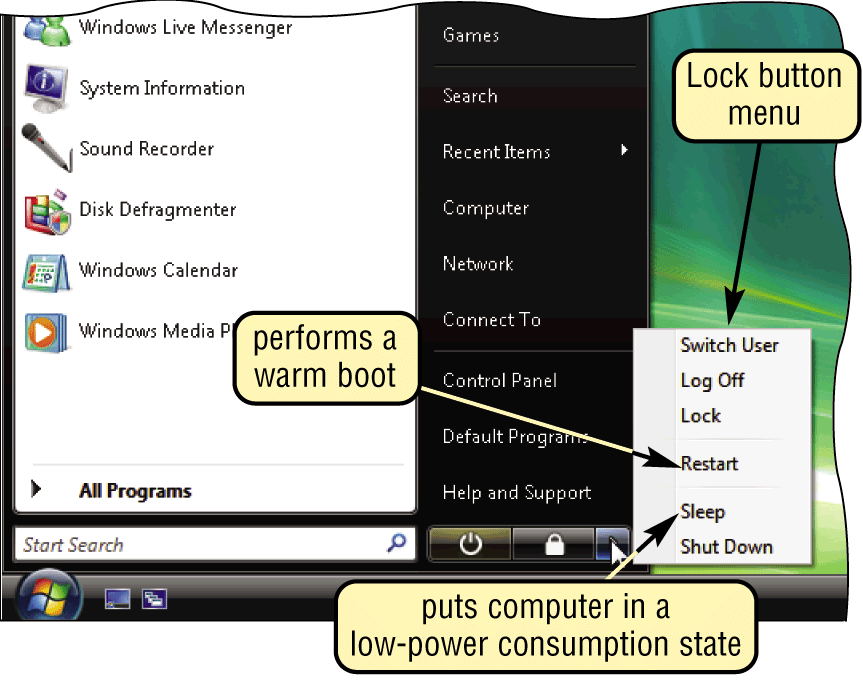 Windows Live Messenger
System Information
Sound Recorder
Disk Defragmenter
Windows Calendar
Windows Media Pl
All Programs
Start Search
Games
Search
Recent Items
Computer
Network
Connect To
Control Panel
Default Programs
Help and Support
Lock button
menu
Switch User
Log Off
Lock
Restart
Sleep
Shut Down
performs a
warm boot
puts computer in a
low-power consumption state